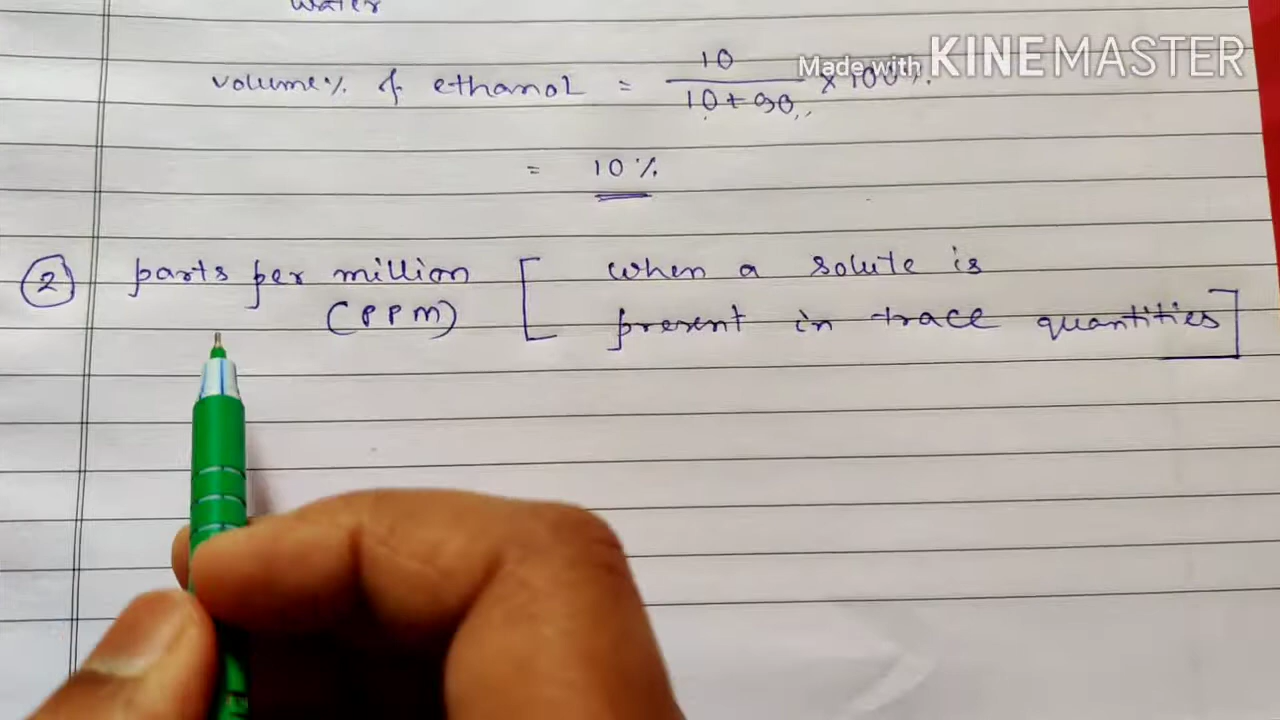 water
volume% of ethanol = 10 / 10 + 90 × 100%.
= 10%
② parts per million [ when a solute is
(PPM) present in trace quantities ]
Made with KINEMASTER